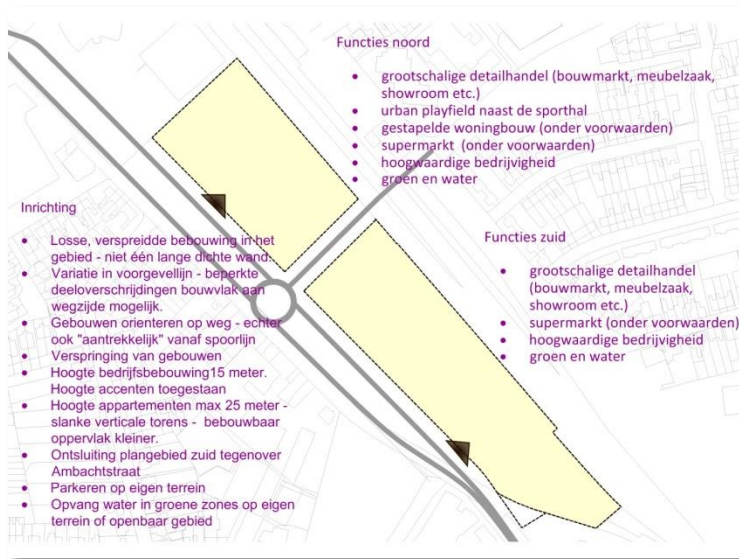 Functies noord
• grootschalige detailhandel (bouwmarkt, meubelzaak,
showroom etc.)
• urban playfield naast de sporthal
• gestapelde woningbouw (onder voorwaarden)
• supermarkt (onder voorwaarden)
• hoogwaardige bedrijvigheid
• groen en water
Inrichting
• Losse, verspreidde bebouwing in het
gebied - niet één lange dichte wand.
• Variatie in voorgevellijn - beperkte
deeloverschrijdingen bouwvlak aan
wegzijde mogelijk.
• Gebouwen orienteren op weg - echter
ook "aantrekkelijk" vanaf spoorlijn
• Verspringing van gebouwen
• Hoogte bedrijfsbebouwing15 meter.
Hoogte accenten toegestaan
• Hoogte appartementen max 25 meter -
slanke verticale torens - bebouwbaar
oppervlak kleiner.
• Ontsluiting plangebied zuid tegenover
Ambachtstraat
• Parkeren op eigen terrein
• Opvang water in groene zones op eigen
terrein of openbaar gebied
Functies zuid
• grootschalige detailhandel
(bouwmarkt, meubelzaak,
showroom etc.)
• supermarkt (onder voorwaarden)
• hoogwaardige bedrijvigheid
• groen en water